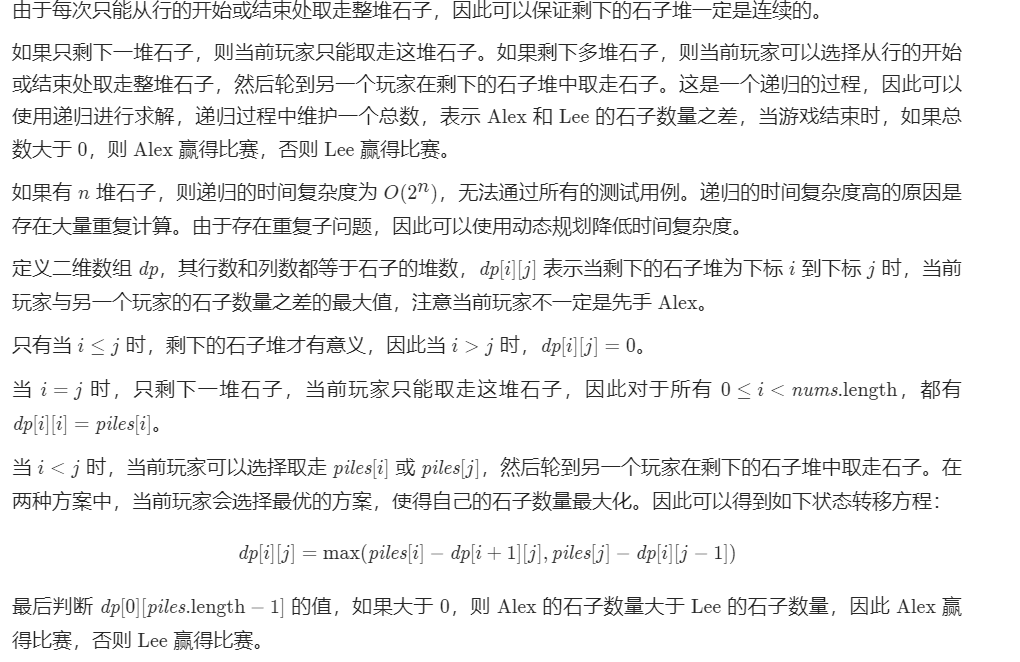 由于每次只能从行的开始或结束处取走整堆石子，因此可以保证剩下的石子堆一定是连续的。
如果只剩下一堆石子，则当前玩家只能取走这堆石子。如果剩下多堆石子，则当前玩家可以选择从行的开始
或结束处取走整堆石子，然后轮到另一个玩家在剩下的石子堆中取走石子。这是一个递归的过程，因此可以
使用递归进行求解，递归过程中维护一个总数，表示 Alex 和 Lee 的石子数量之差，当游戏结束时，如果总
数大于 0，则 Alex 赢得比赛，否则 Lee 赢得比赛。
如果有 n 堆石子，则递归的时间复杂度为 O(2ⁿ)，无法通过所有的测试用例。递归的时间复杂度高的原因是
存在大量重复计算。由于存在重复子问题，因此可以使用动态规划降低时间复杂度。
定义二维数组 dp，其行数和列数都等于石子的堆数，dp[i][j] 表示当剩下的石子堆为下标 i 到下标 j 时，当前
玩家与另一个玩家的石子数量之差的最大值，注意当前玩家不一定是先手 Alex。
只有当 i ≤ j 时，剩下的石子堆才有意义，因此当 i > j 时，dp[i][j] = 0。
当 i = j 时，只剩下一堆石子，当前玩家只能取走这堆石子，因此对于所有 0 ≤ i < nums.length，都有
dp[i][i] = piles[i]。
当 i < j 时，当前玩家可以选择取走 piles[i] 或 piles[j]，然后轮到另一个玩家在剩下的石子堆中取走石子。在
两种方案中，当前玩家会选择最优的方案，使得自己的石子数量最大化。因此可以得到如下状态转移方程：
dp[i][j] = max(piles[i] − dp[i + 1][j], piles[j] − dp[i][j − 1])
最后判断 dp[0][piles.length − 1] 的值，如果大于 0，则 Alex 的石子数量大于 Lee 的石子数量，因此 Alex 赢
得比赛，否则 Lee 赢得比赛。